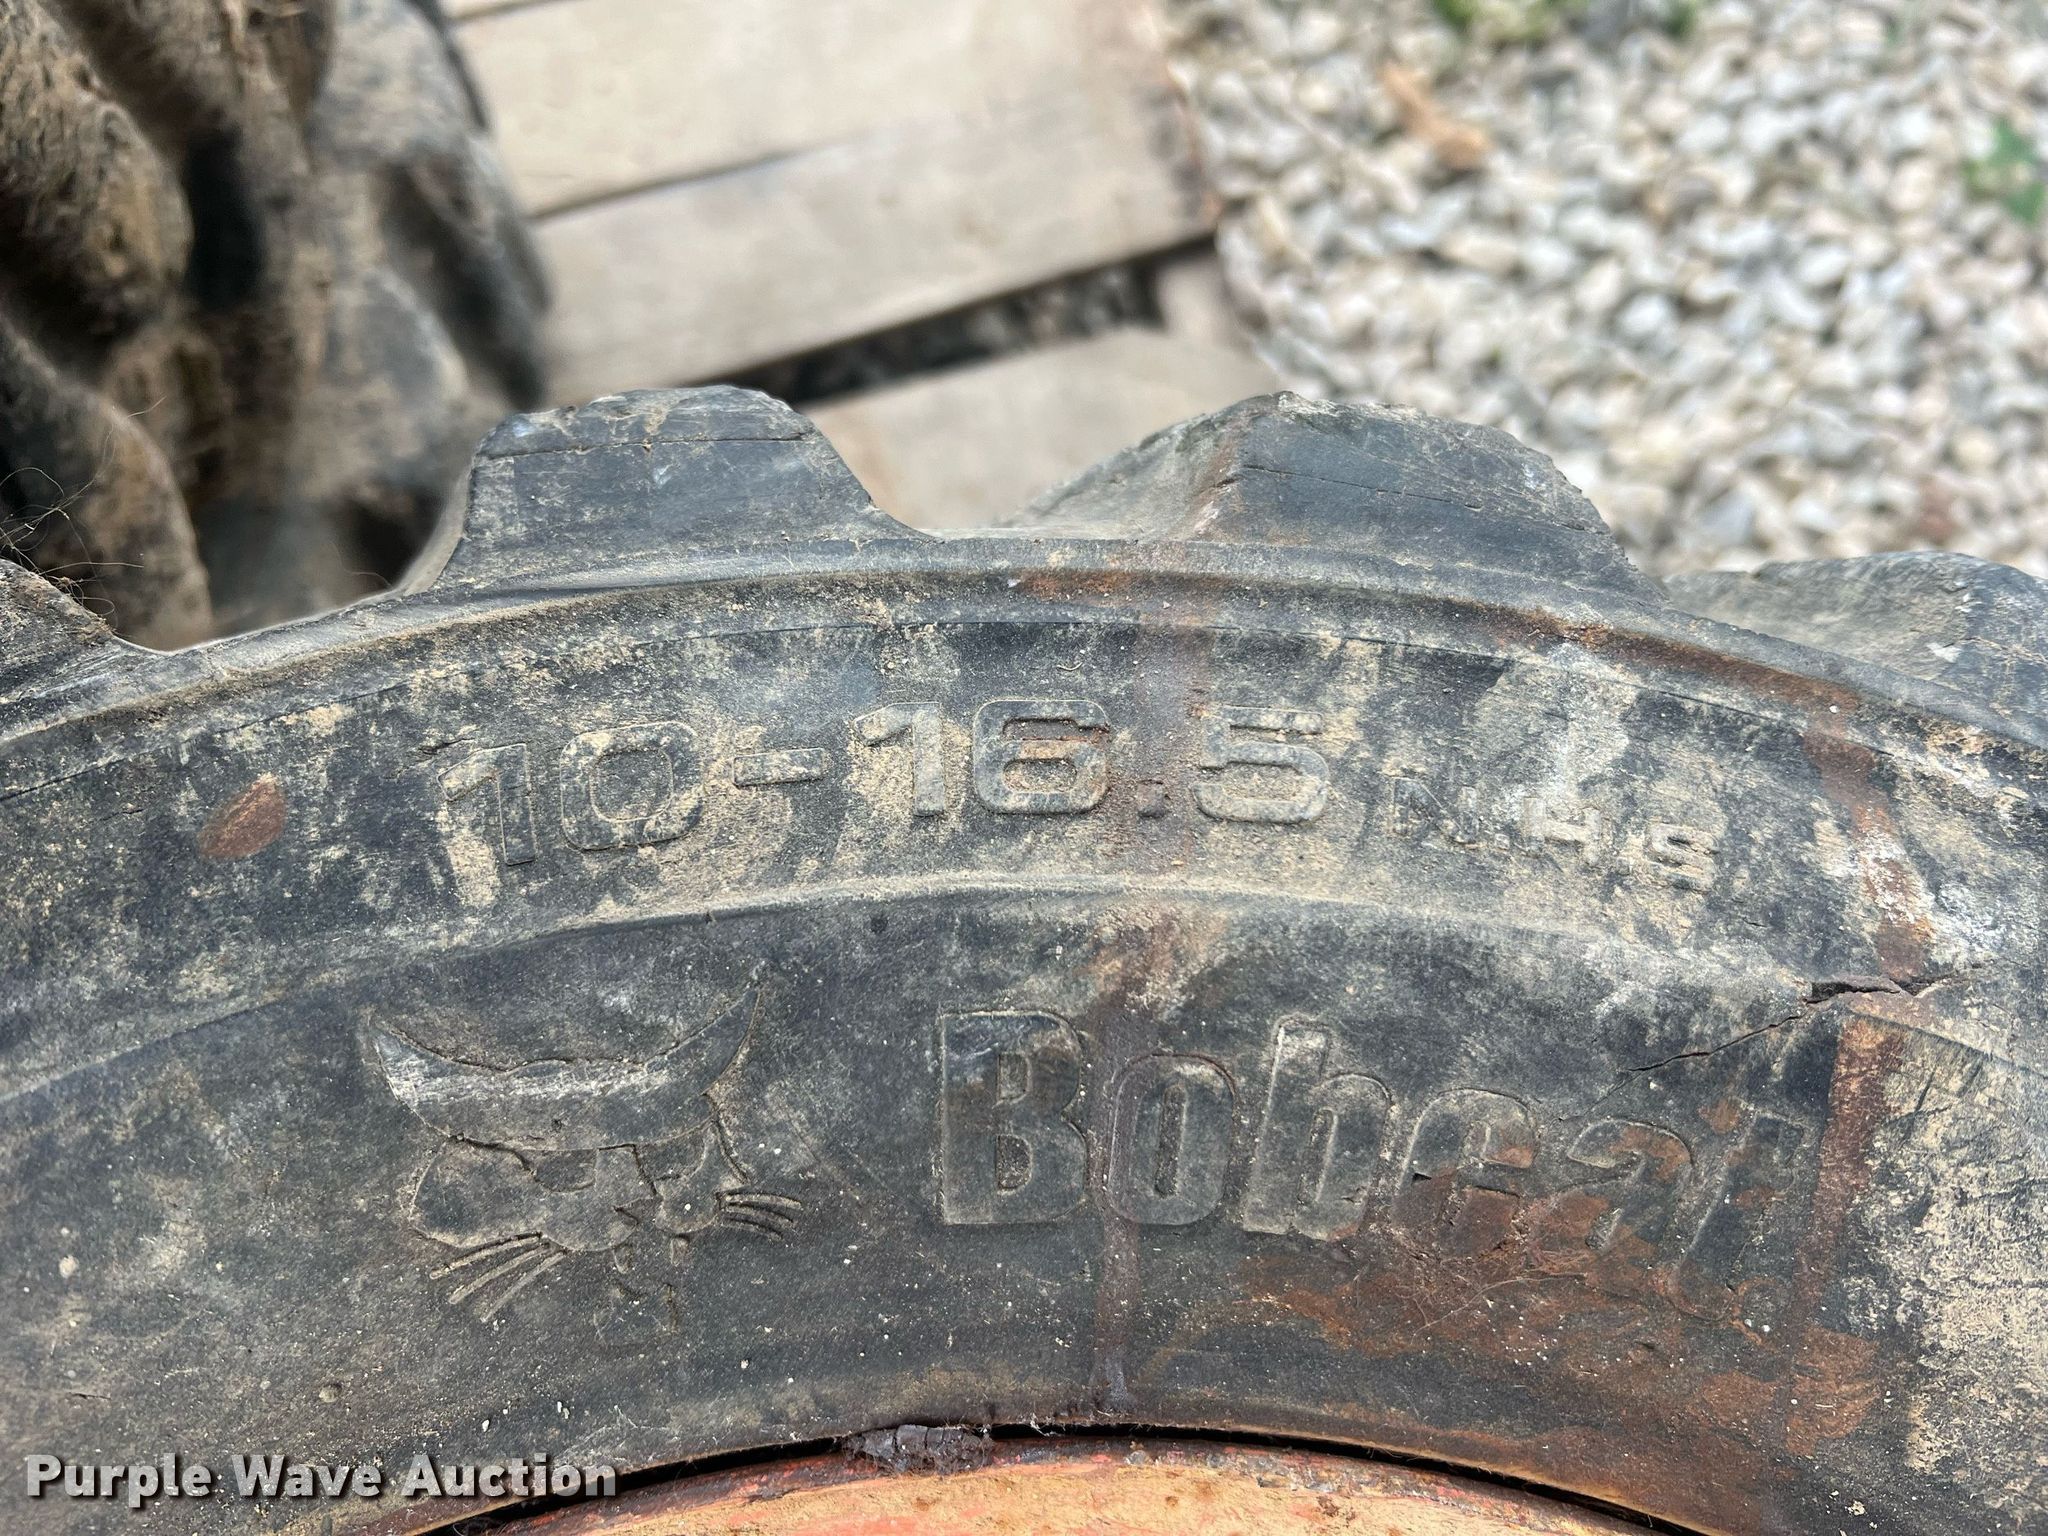 10-16.5 N.H.S.
Bobcat
Purple Wave Auction